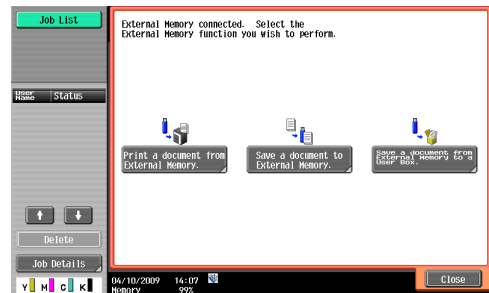 Job List
External Memory connected. Select the
External Memory function you wish to perform.
User
Name
Status
Print a document from
External Memory.
Save a document to
External Memory.
Save a document from
External Memory to a
User Box.
Delete
Job Details
Y M C K
04/10/2009 14:07
Memory 99%
Close